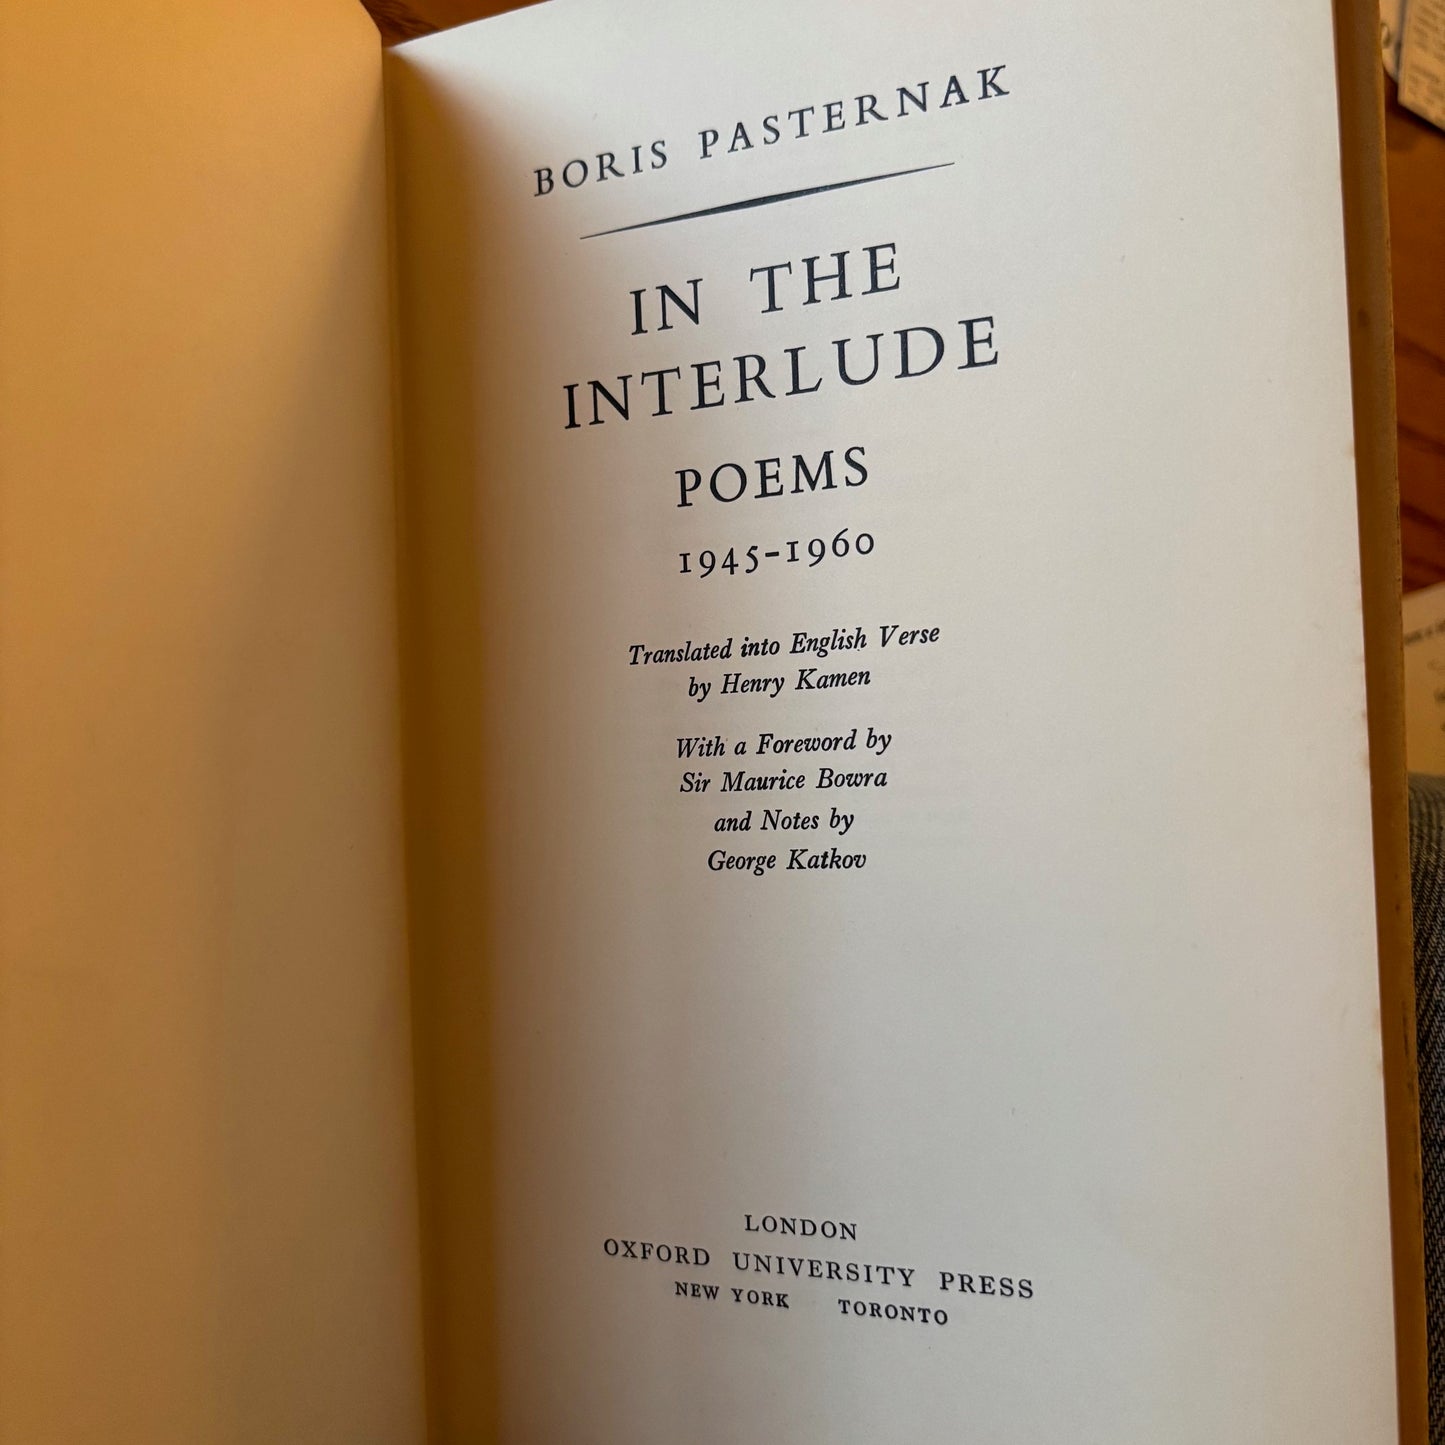 BORIS PASTERNAK
IN THE
INTERLUDE
POEMS
1945-1960
Translated into English Verse
by Henry Kamen
With a Foreword by
Sir Maurice Bowra
and Notes by
George Katkov
LONDON
OXFORD UNIVERSITY PRESS
NEW YORK TORONTO